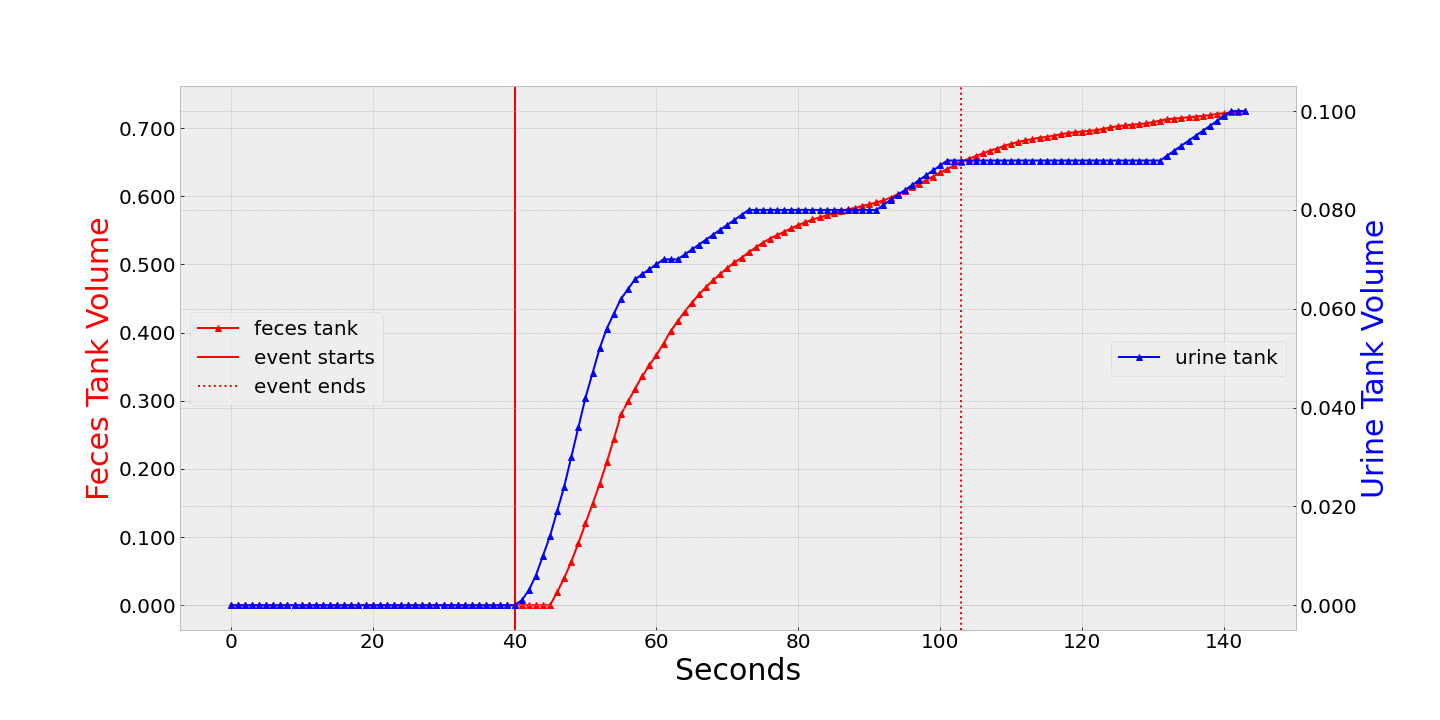 Feces Tank Volume
0.700
0.600
0.500
0.400
0.300
0.200
0.100
0.000
feces tank
event starts
event ends
0 20 40 60 80 100 120 140
Seconds
urine tank
0.100
0.080
0.060
0.040
0.020
0.000
Urine Tank Volume